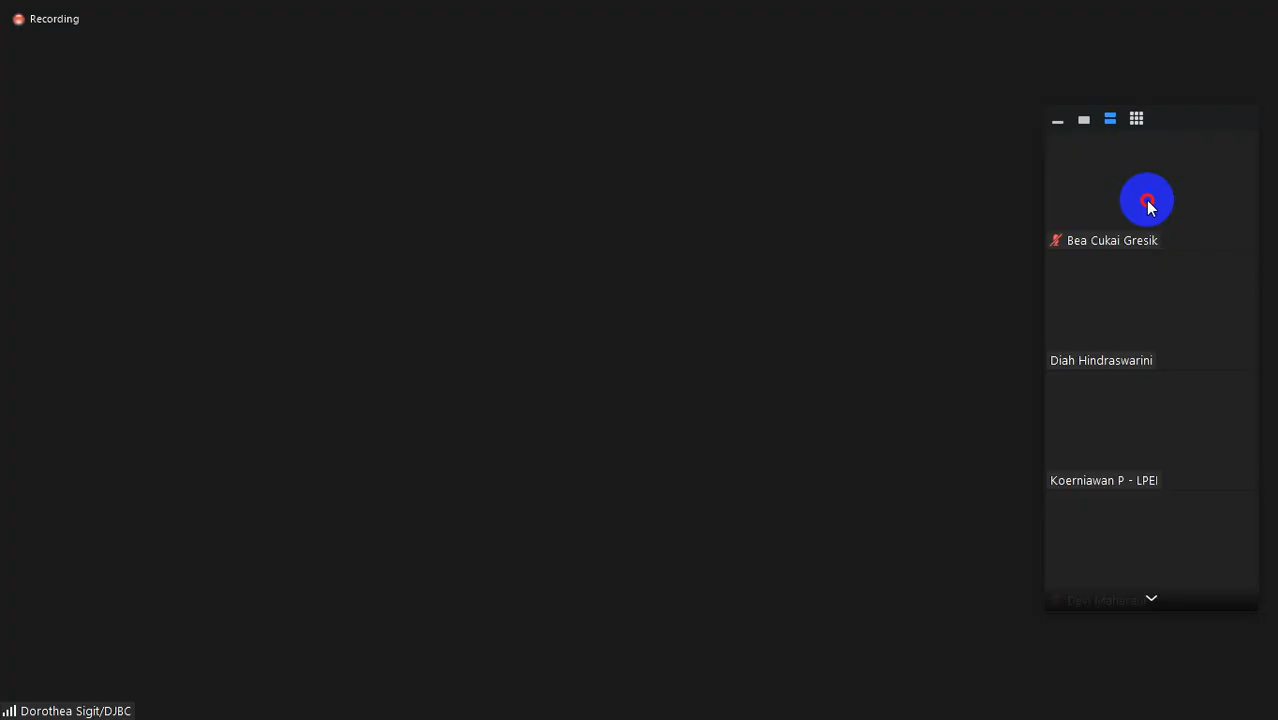 Recording
Bea Cukai Gresik
Diah Hindraswarini
Koerniawan P - LPEI
Dorothea Sigit/DJBC